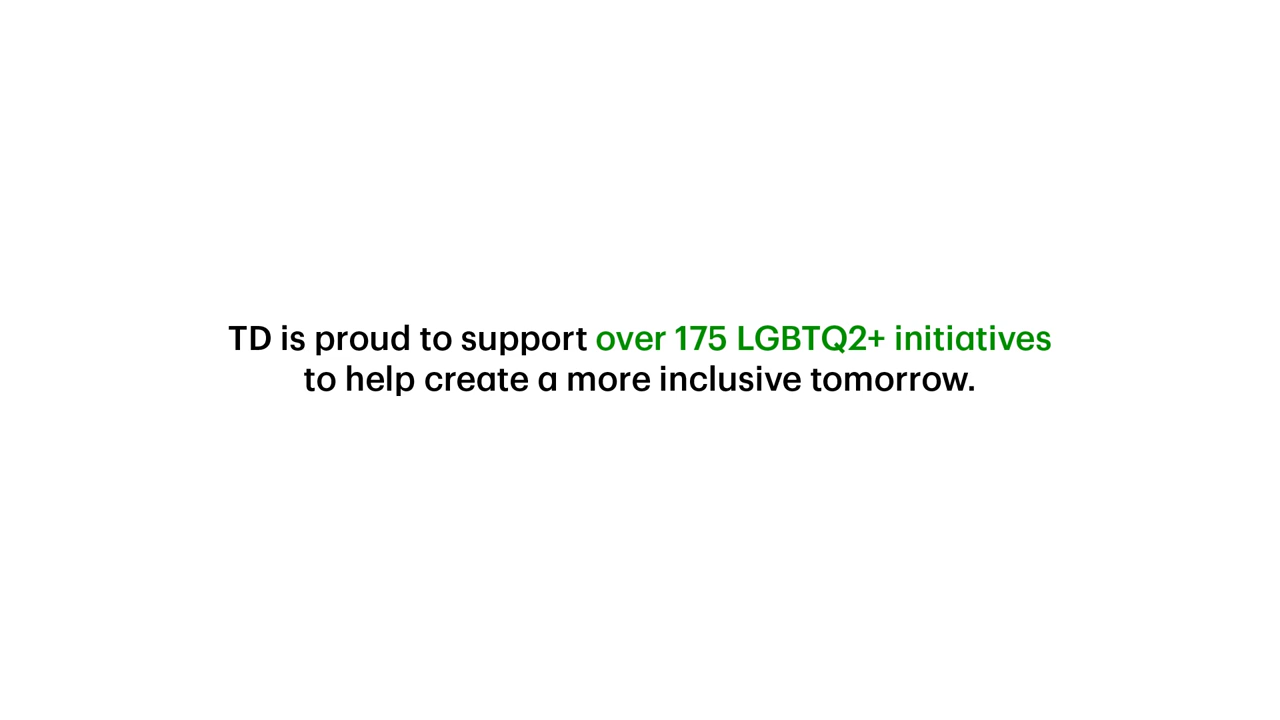 TD is proud to support over 175 LGBTQ2+ initiatives
to help create a more inclusive tomorrow.